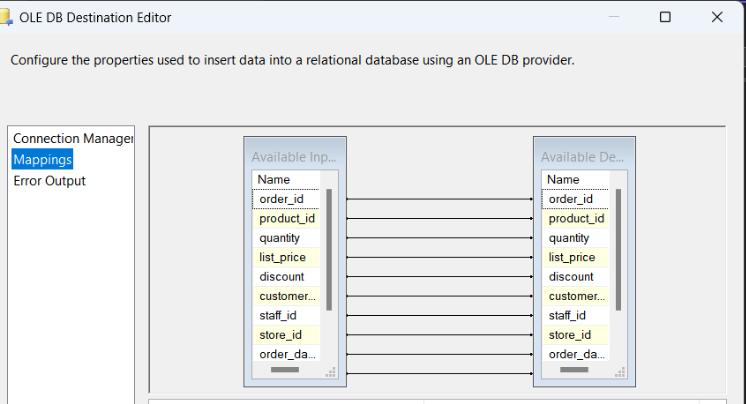 OLE DB Destination Editor
Configure the properties used to insert data into a relational database using an OLE DB provider.
Connection Manager
Mappings
Error Output
Available Inp...
Name
order_id
product_id
quantity
list_price
discount
customer...
staff_id
store_id
order_da...
Available De...
Name
order_id
product_id
quantity
list_price
discount
customer...
staff_id
store_id
order_da...